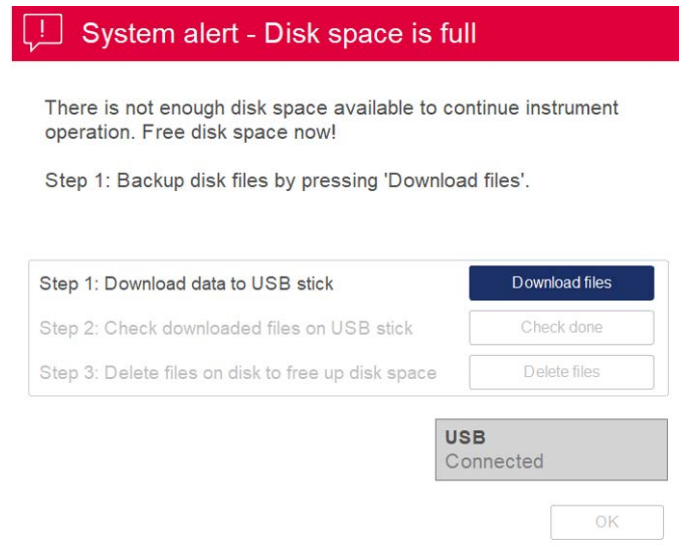 System alert - Disk space is full
There is not enough disk space available to continue instrument
operation. Free disk space now!
Step 1: Backup disk files by pressing 'Download files'.
Step 1: Download data to USB stick
Download files
Step 2: Check downloaded files on USB stick
Check done
Step 3: Delete files on disk to free up disk space
Delete files
USB
Connected
OK